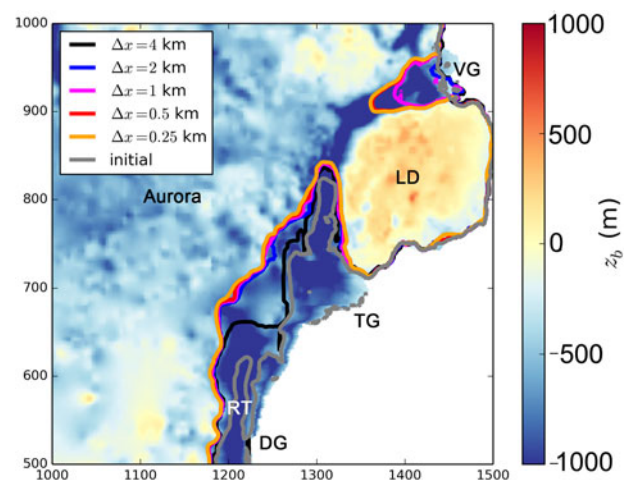 1000
900
800
700
600
500
1000
1100
1200
1300
1400
1500
Δx=4 km
Δx=2 km
Δx=1 km
Δx=0.5 km
Δx=0.25 km
initial
VG
LD
Aurora
TG
RT
DG
1000
500
0
−500
−1000
z_b (m)